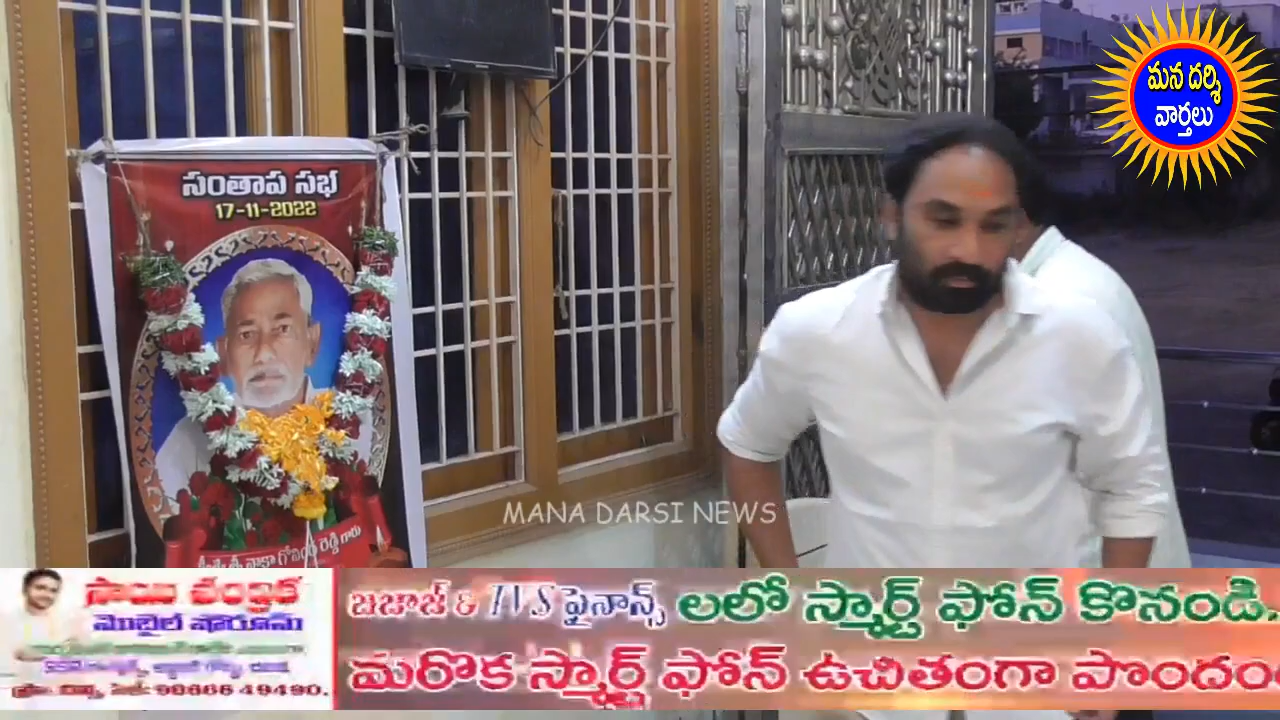 మన దర్శి
వార్తలు
సంతాప సభ
17-11-2022
గోవింద రెడ్డి గారు
MANA DARSI NEWS
సాయి చంద్రిక
మొబైల్ షోరూమ్
బజాజ్ & TVS ఫైనాన్స్ లలో స్మార్ట్ ఫోన్ కొనండి.
మరొక స్మార్ట్ ఫోన్ ఉచితంగా పొందం